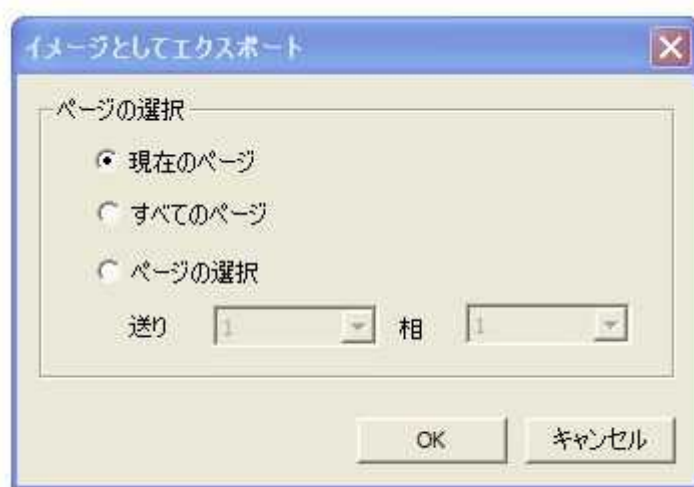 イメージとしてエクスポート
ページの選択
現在のページ
すべてのページ
ページの選択
送り 1 相 1
OK キャンセル